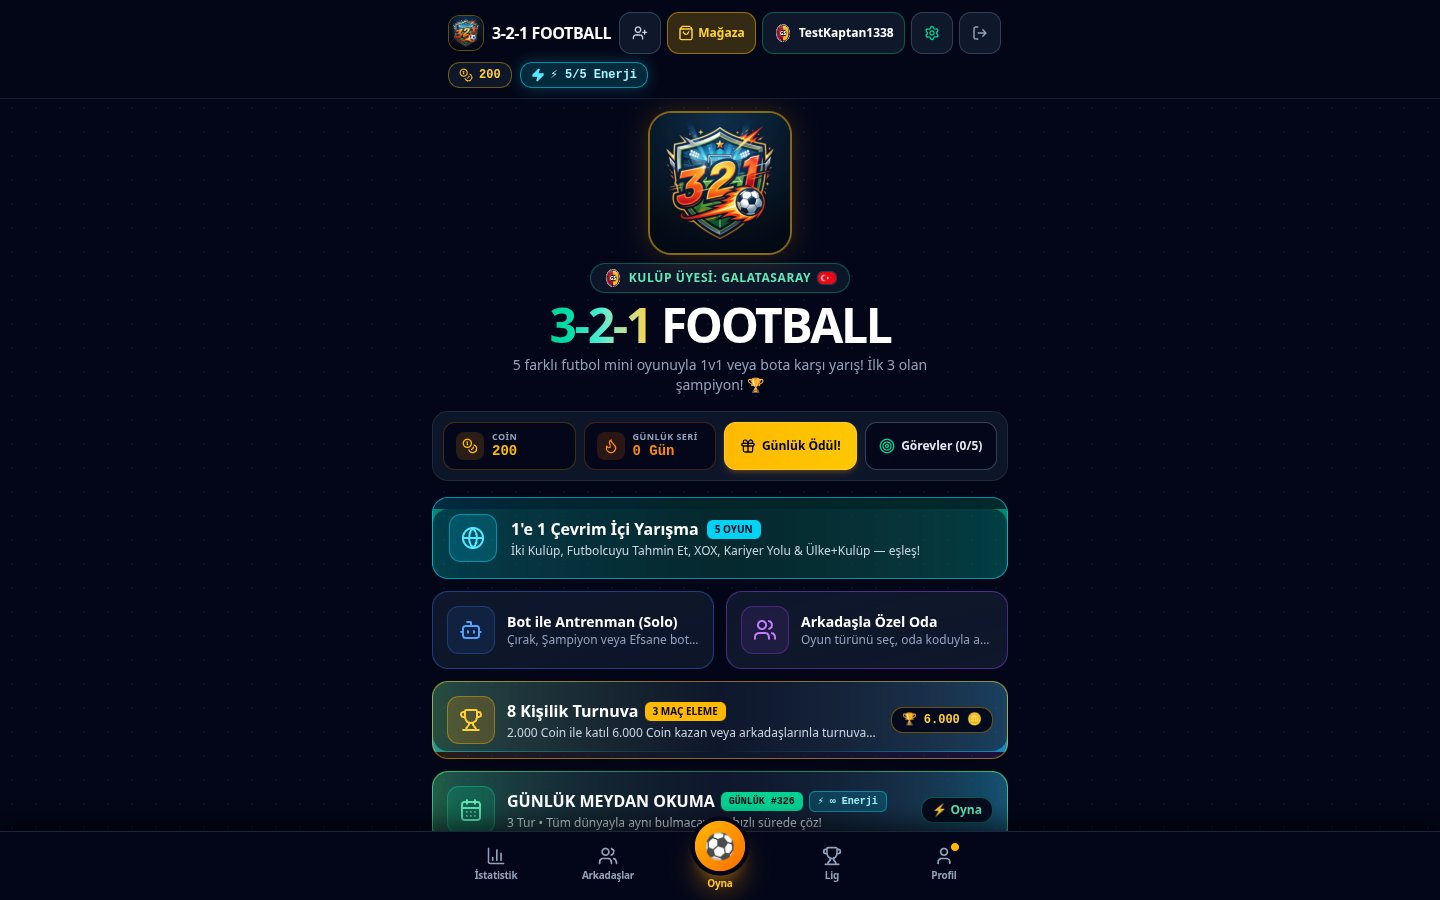 3-2-1 FOOTBALL
Mağaza
TestKaptan1338
200
⚡ 5/5 Enerji
321
KULÜP ÜYESİ: GALATASARAY
3-2-1 FOOTBALL
5 farklı futbol mini oyunuyla 1v1 veya bota karşı yarış! İlk 3 olan
şampiyon! 🏆
COİN
200
GÜNLÜK SERİ
0 Gün
Günlük Ödül!
Görevler (0/5)
1'e 1 Çevrim İçi Yarışma
5 OYUN
İki Kulüp, Futbolcuyu Tahmin Et, XOX, Kariyer Yolu & Ülke+Kulüp — eşleş!
Bot ile Antrenman (Solo)
Çırak, Şampiyon veya Efsane bot...
Arkadaşla Özel Oda
Oyun türünü seç, oda koduyla a...
8 Kişilik Turnuva
3 MAÇ ELEME
2.000 Coin ile katıl 6.000 Coin kazan veya arkadaşlarınla turnuva...
🏆 6.000 🪙
GÜNLÜK MEYDAN OKUMA
GÜNLÜK #326
⚡ ∞ Enerji
3 Tur • Tüm dünyayla aynı hızlı sürede çöz!
⚡ Oyna
İstatistik
Arkadaşlar
Oyna
Lig
Profil